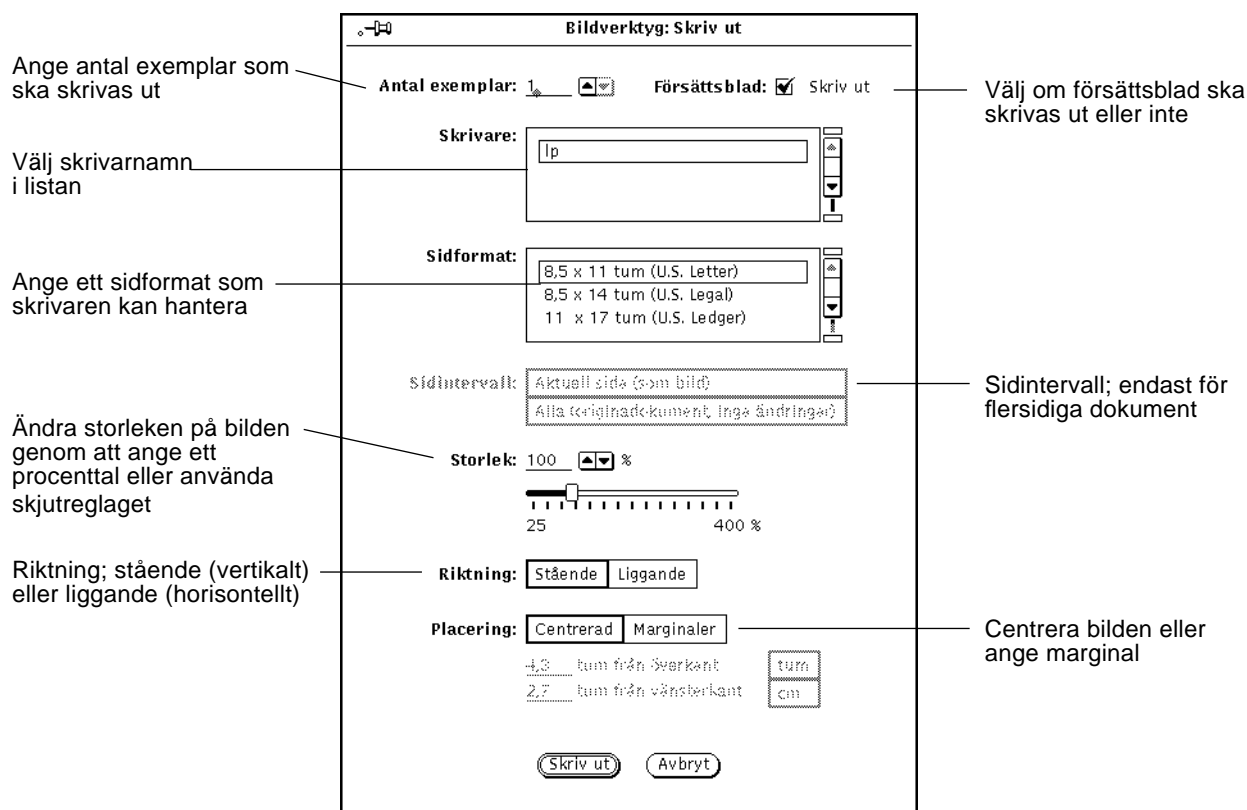 Bildverktyg: Skriv ut
Ange antal exemplar som
ska skrivas ut
Antal exemplar: 1
Försättsblad: Skriv ut
Välj om försättsblad ska
skrivas ut eller inte
Välj skrivarnamn
i listan
Skrivare:
lp
Ange ett sidformat som
skrivaren kan hantera
Sidformat:
8,5 x 11 tum (U.S. Letter)
8,5 x 14 tum (U.S. Legal)
11 x 17 tum (U.S. Ledger)
Sidintervall:
Aktuell sida (som bild)
Alla (originadokument, inga ändringar)
Sidintervall; endast för
flersidiga dokument
Ändra storleken på bilden
genom att ange ett
procenttal eller använda
skjutreglaget
Storlek: 100 %
25 400 %
Riktning; stående (vertikalt)
eller liggande (horisontellt)
Riktning: Stående Liggande
Placering: Centrerad Marginaler
Centrera bilden eller
ange marginal
4,3 tum från överkant tum
2,7 tum från vänsterkant cm
Skriv ut Avbryt